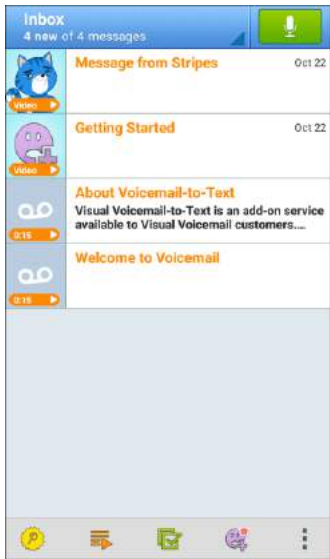 Inbox
4 new of 4 messages
Message from Stripes
Oct 22
Video
Getting Started
Oct 22
Video
About Voicemail-to-Text
Visual Voicemail-to-Text is an add-on service
available to Visual Voicemail customers....
0:15
Welcome to Voicemail
0:15